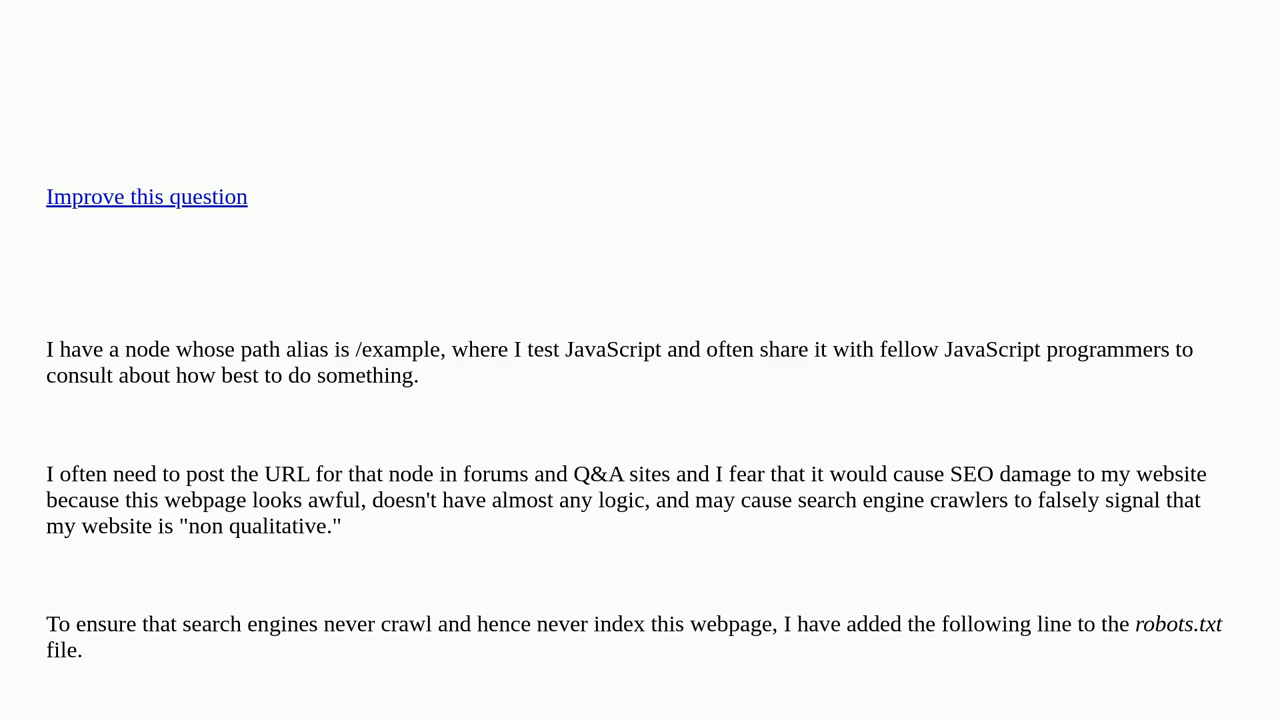 Improve this question
I have a node whose path alias is /example, where I test JavaScript and often share it with fellow JavaScript programmers to
consult about how best to do something.
I often need to post the URL for that node in forums and Q&A sites and I fear that it would cause SEO damage to my website
because this webpage looks awful, doesn't have almost any logic, and may cause search engine crawlers to falsely signal that
my website is "non qualitative."
To ensure that search engines never crawl and hence never index this webpage, I have added the following line to the robots.txt
file.